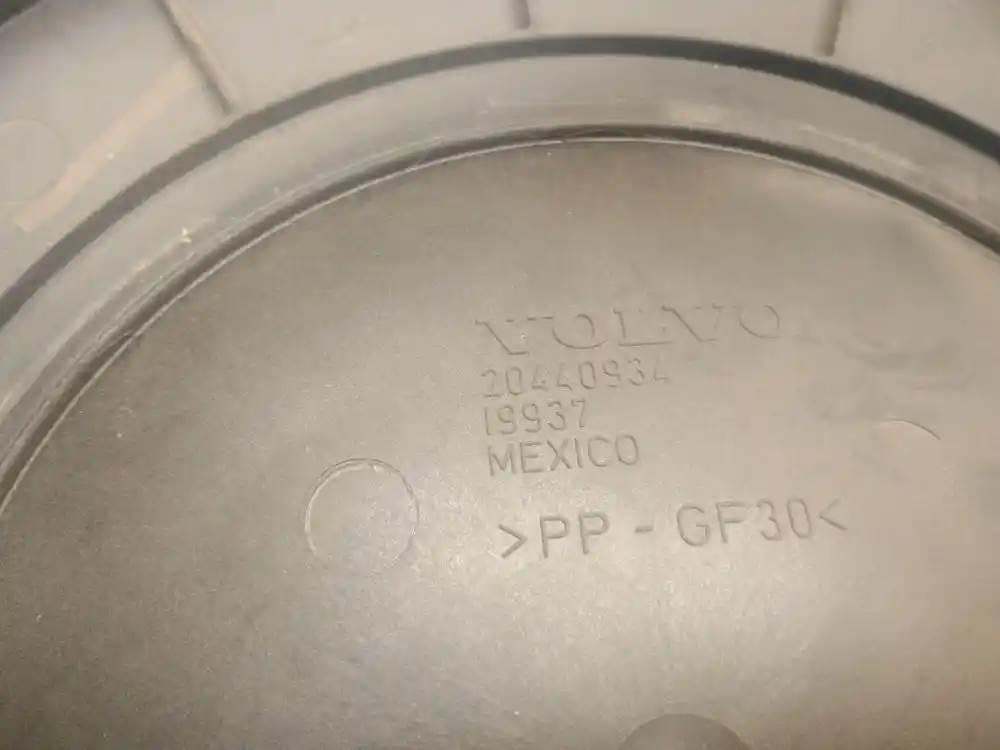 VOLVO
20440934
19937
MEXICO
>PP - GF30<